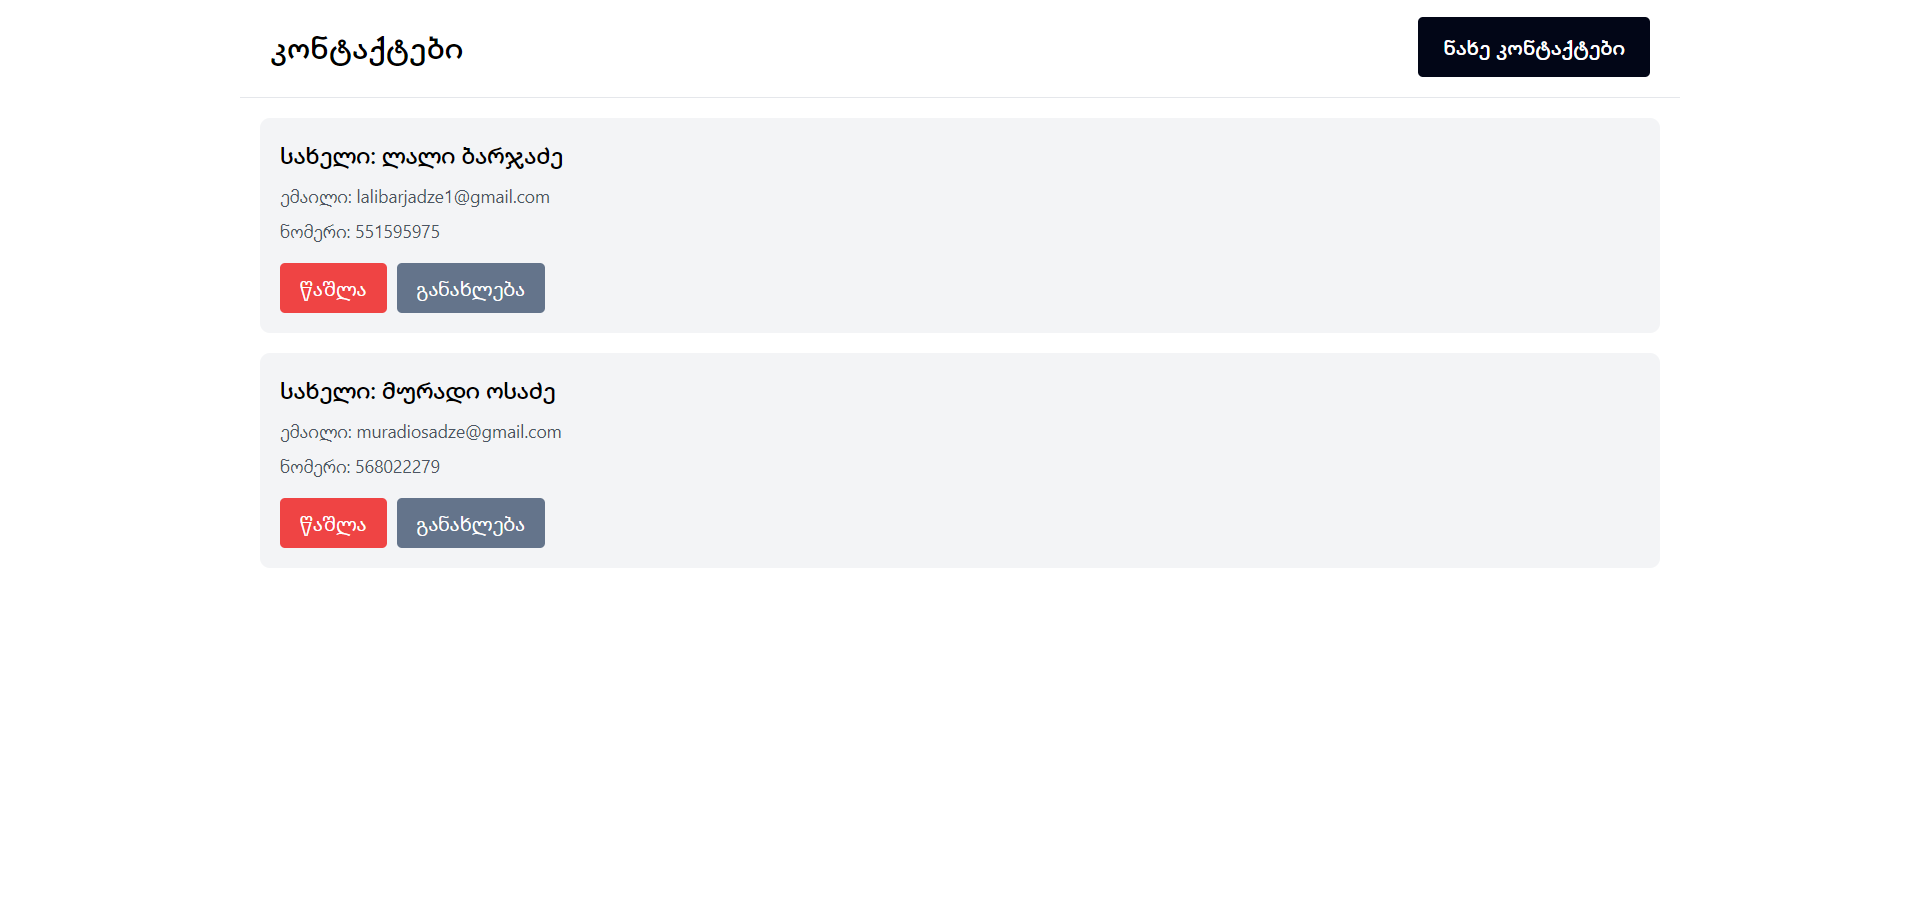 კონტაქტები
ნახე კონტაქტები
სახელი: ლალი ბარჯაძე
ემაილი: lalibarjadze1@gmail.com
ნომერი: 551595975
წაშლა განახლება
სახელი: მურადი ოსაძე
ემაილი: muradiosadze@gmail.com
ნომერი: 568022279
წაშლა განახლება